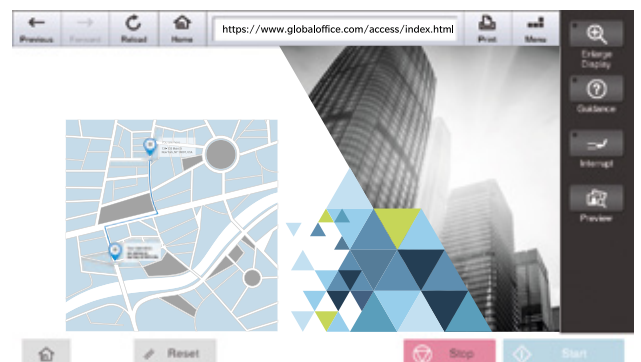 Previous
Forward
Reload
Home
https://www.globaloffice.com/access/index.html
Print
Menu
Enlarge
Display
Guidance
Interrupt
Preview
Reset
Stop
Start